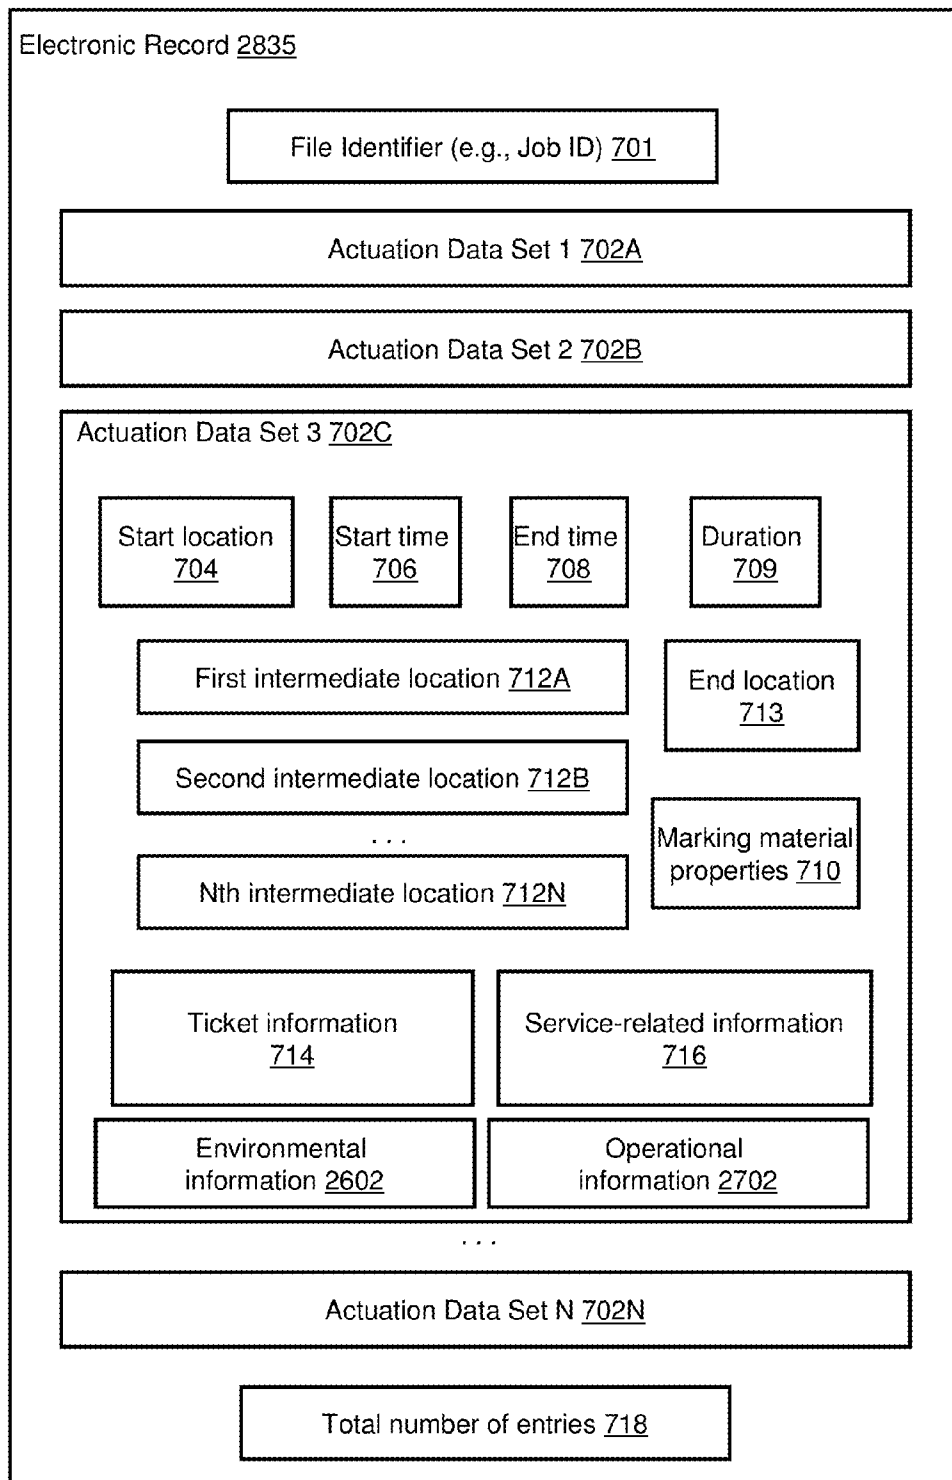 Electronic Record 2835
File Identifier (e.g., Job ID) 701
Actuation Data Set 1 702A
Actuation Data Set 2 702B
Actuation Data Set 3 702C
Start location
704
Start time
706
End time
708
Duration
709
First intermediate location 712A
End location
713
Second intermediate location 712B
. . .
Marking material
properties 710
Nth intermediate location 712N
Ticket information
714
Service-related information
716
Environmental
information 2602
Operational
information 2702
. . .
Actuation Data Set N 702N
Total number of entries 718